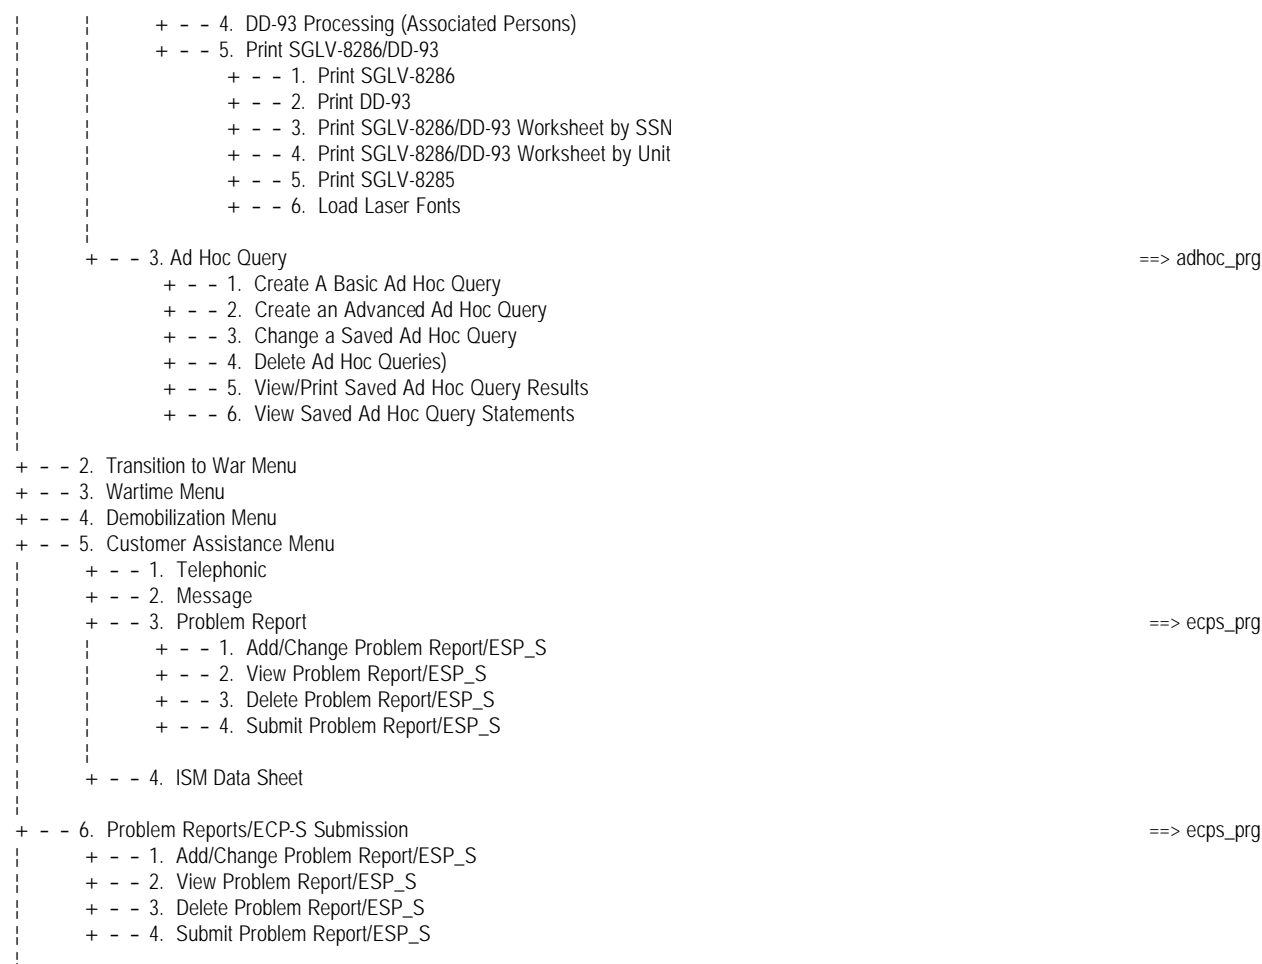 ¦ ¦ + – – 4. DD-93 Processing (Associated Persons)
¦ ¦ + – – 5. Print SGLV-8286/DD-93
¦ ¦ + – – 1. Print SGLV-8286
¦ ¦ + – – 2. Print DD-93
¦ ¦ + – – 3. Print SGLV-8286/DD-93 Worksheet by SSN
¦ ¦ + – – 4. Print SGLV-8286/DD-93 Worksheet by Unit
¦ ¦ + – – 5. Print SGLV-8285
¦ ¦ + – – 6. Load Laser Fonts
¦ ¦
¦ + – – 3. Ad Hoc Query ==> adhoc_prg
¦ + – – 1. Create A Basic Ad Hoc Query
¦ + – – 2. Create an Advanced Ad Hoc Query
¦ + – – 3. Change a Saved Ad Hoc Query
¦ + – – 4. Delete Ad Hoc Queries)
¦ + – – 5. View/Print Saved Ad Hoc Query Results
¦ + – – 6. View Saved Ad Hoc Query Statements
¦
+ – – 2. Transition to War Menu
+ – – 3. Wartime Menu
+ – – 4. Demobilization Menu
+ – – 5. Customer Assistance Menu
¦ + – – 1. Telephonic
¦ + – – 2. Message
¦ + – – 3. Problem Report ==> ecps_prg
¦ ¦ + – – 1. Add/Change Problem Report/ESP_S
¦ ¦ + – – 2. View Problem Report/ESP_S
¦ ¦ + – – 3. Delete Problem Report/ESP_S
¦ ¦ + – – 4. Submit Problem Report/ESP_S
¦ ¦
¦ + – – 4. ISM Data Sheet
¦
+ – – 6. Problem Reports/ECP-S Submission ==> ecps_prg
¦ + – – 1. Add/Change Problem Report/ESP_S
¦ + – – 2. View Problem Report/ESP_S
¦ + – – 3. Delete Problem Report/ESP_S
¦ + – – 4. Submit Problem Report/ESP_S
¦